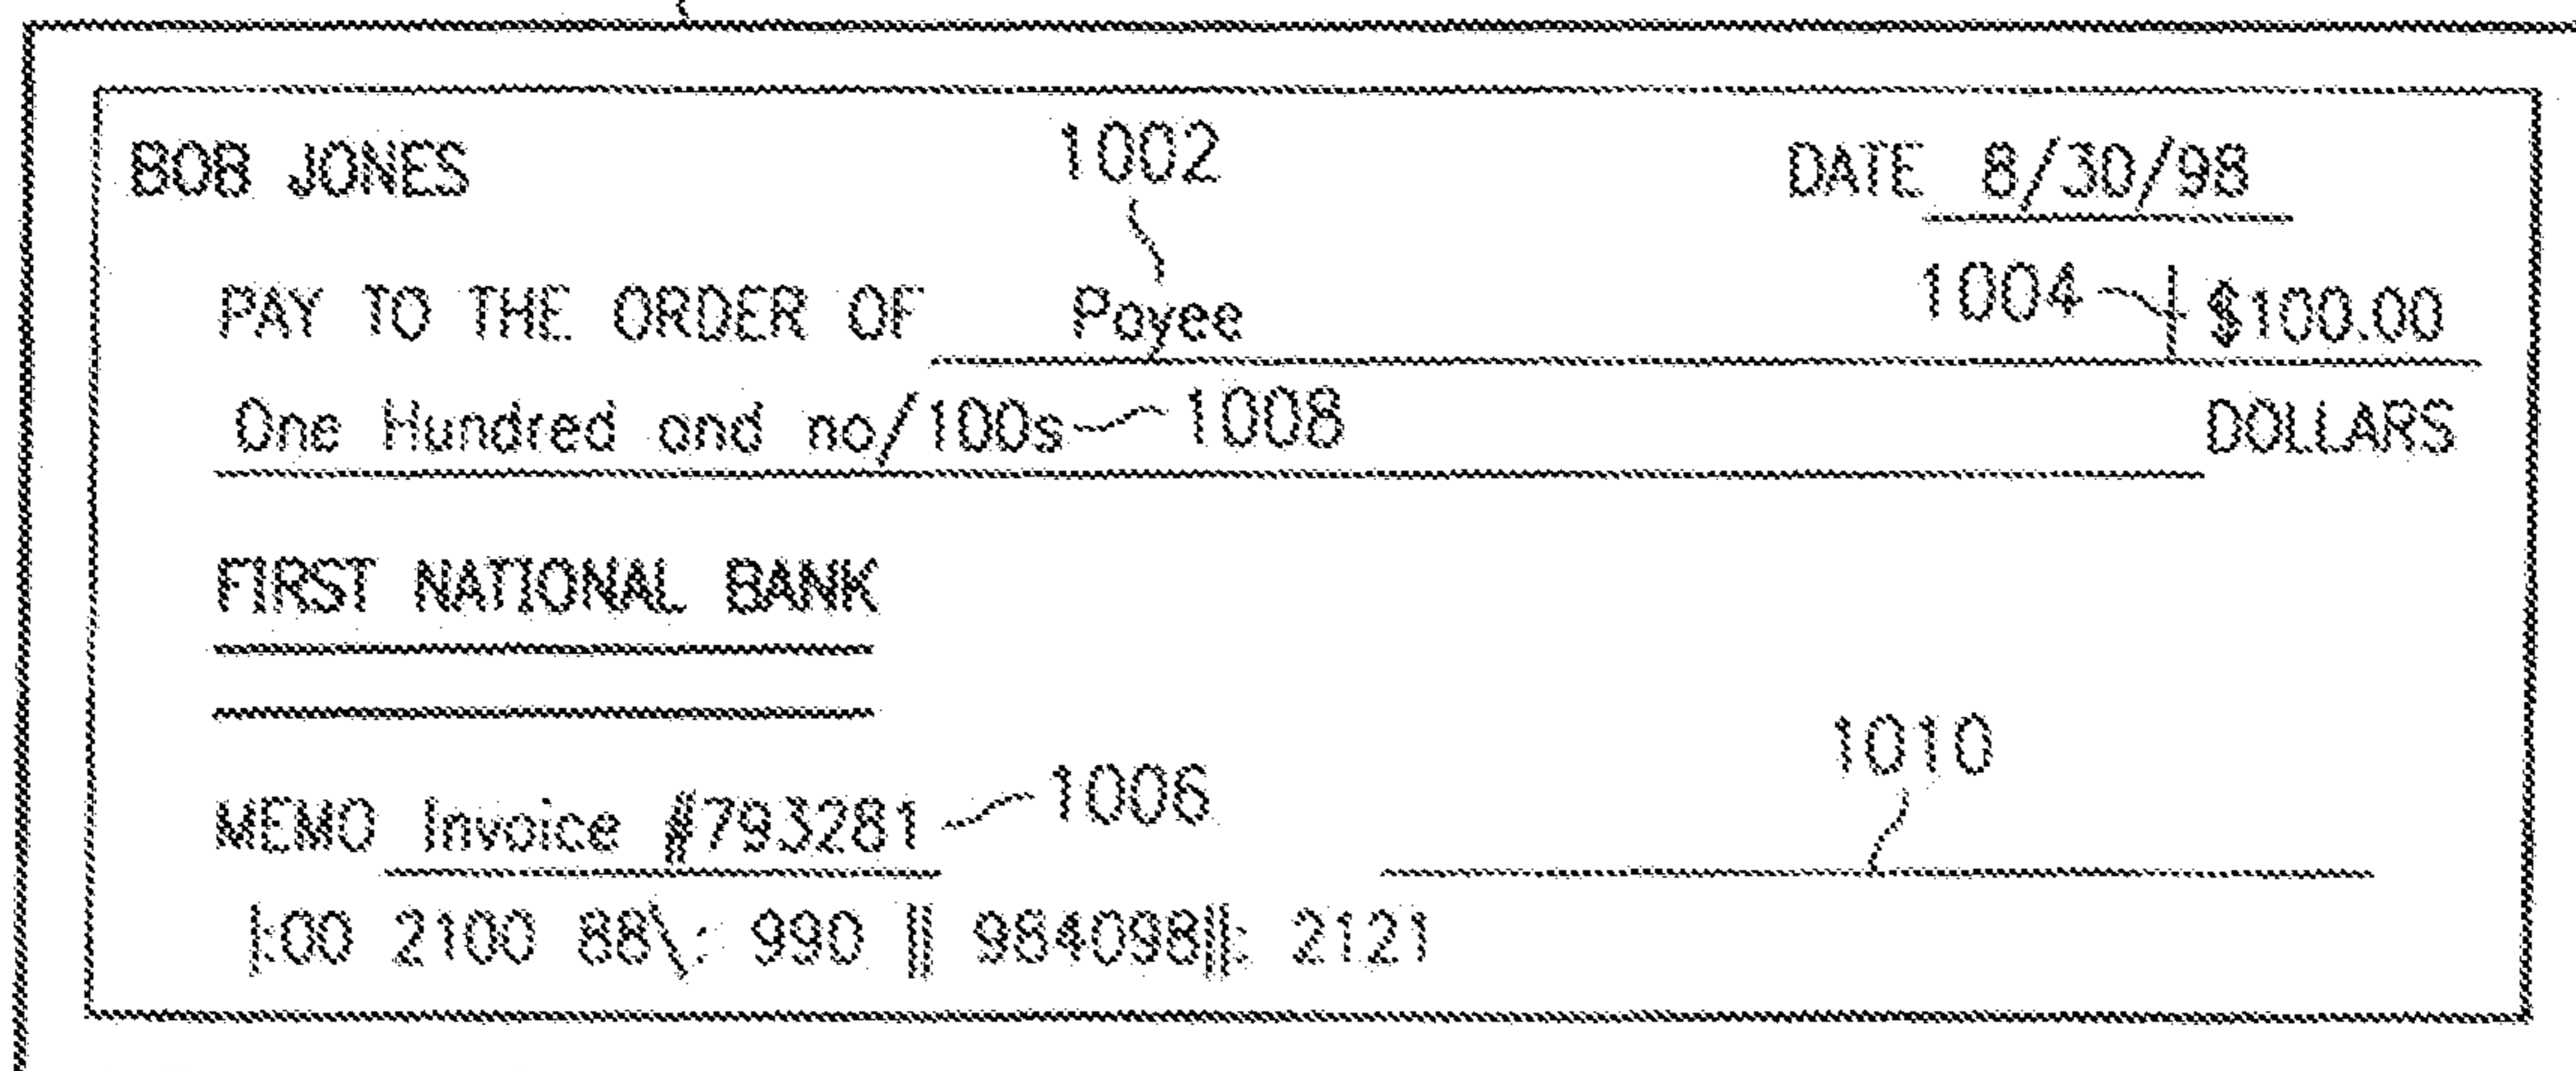 BOB JONES 1002 DATE 8/30/98
PAY TO THE ORDER OF Payee 1004 $100.00
One Hundred and no/100s 1008 DOLLARS
FIRST NATIONAL BANK
1010
MEMO Invoice #793281 1006
|:00 2100 88\: 990 || 984098||: 2121